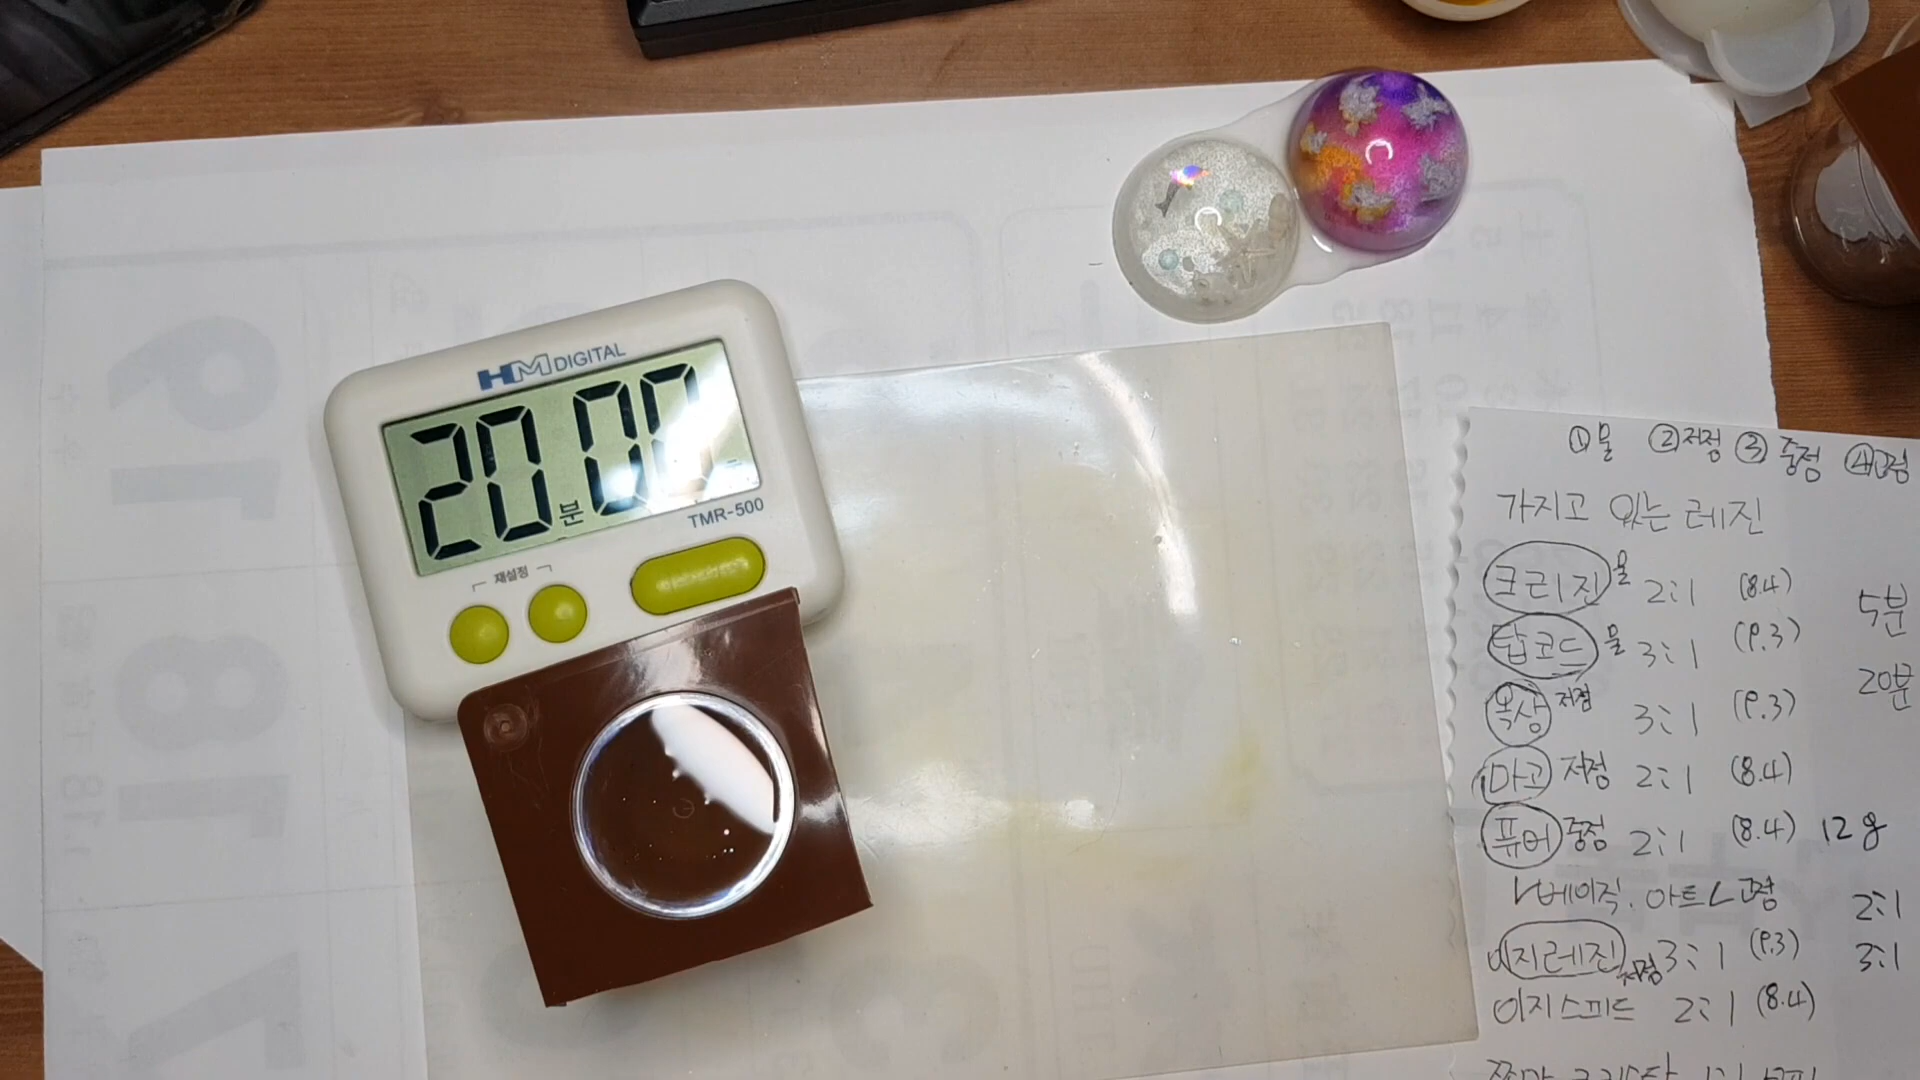 HM DIGITAL
20분 00
TMR-500
재설정
①물 ②저점 ③중점 ④고점
가지고 있는 레진
크리진 물 2:1 (8.4) 5분
탑코드 물 3:1 (9.3)
20분
옥상 저점 3:1 (9.3)
마고 저점 2:1 (8.4)
퓨어 중점 2:1 (8.4) 12g
베이직. 아트 고점 2:1
이지레진 저점 3:1 (9.3) 3:1
이지스피드 2:1 (8.4)